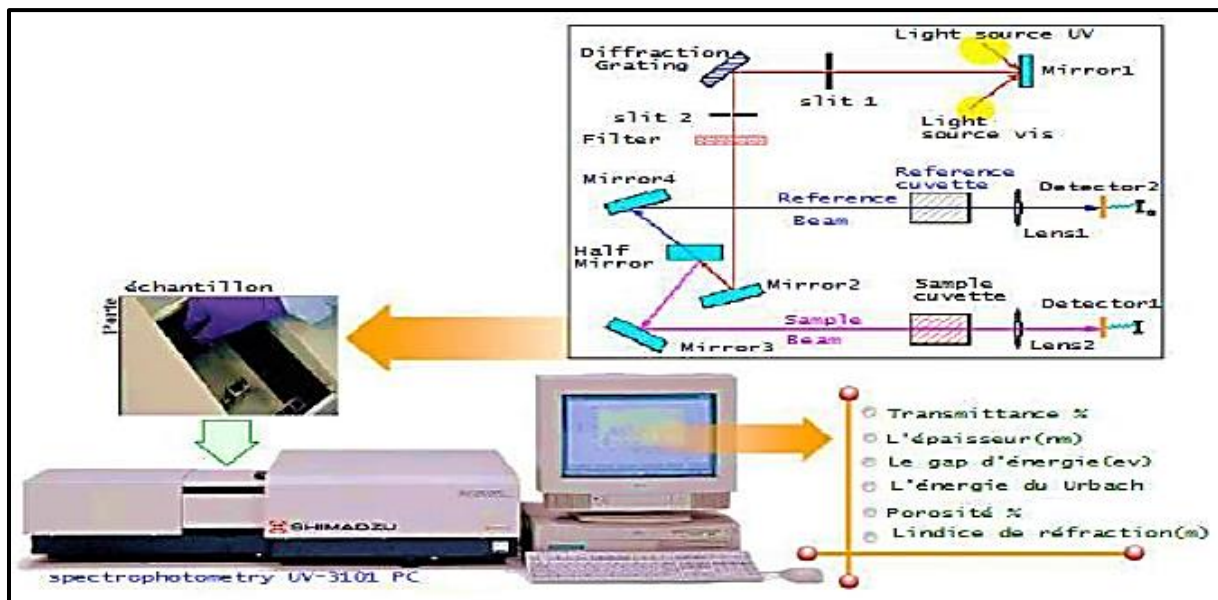 Light source UV
Diffraction
Grating
Mirror1
slit 1
slit 2
Light
source vis
Filter
Mirror4
Reference
cuvette
Detector2
Reference
Beam
I₀
Lens1
Half
Mirror
Mirror2
Sample
cuvette
Detector1
Sample
Beam
I
Mirror3
Lens2
échantillon
Porte
Transmittance %
L'épaisseur(nm)
Le gap d'énergie(ev)
L'énergie du Urbach
Porosité %
Lindice de réfraction(m)
SHIMADZU
spectrophotometry UV-3101 PC